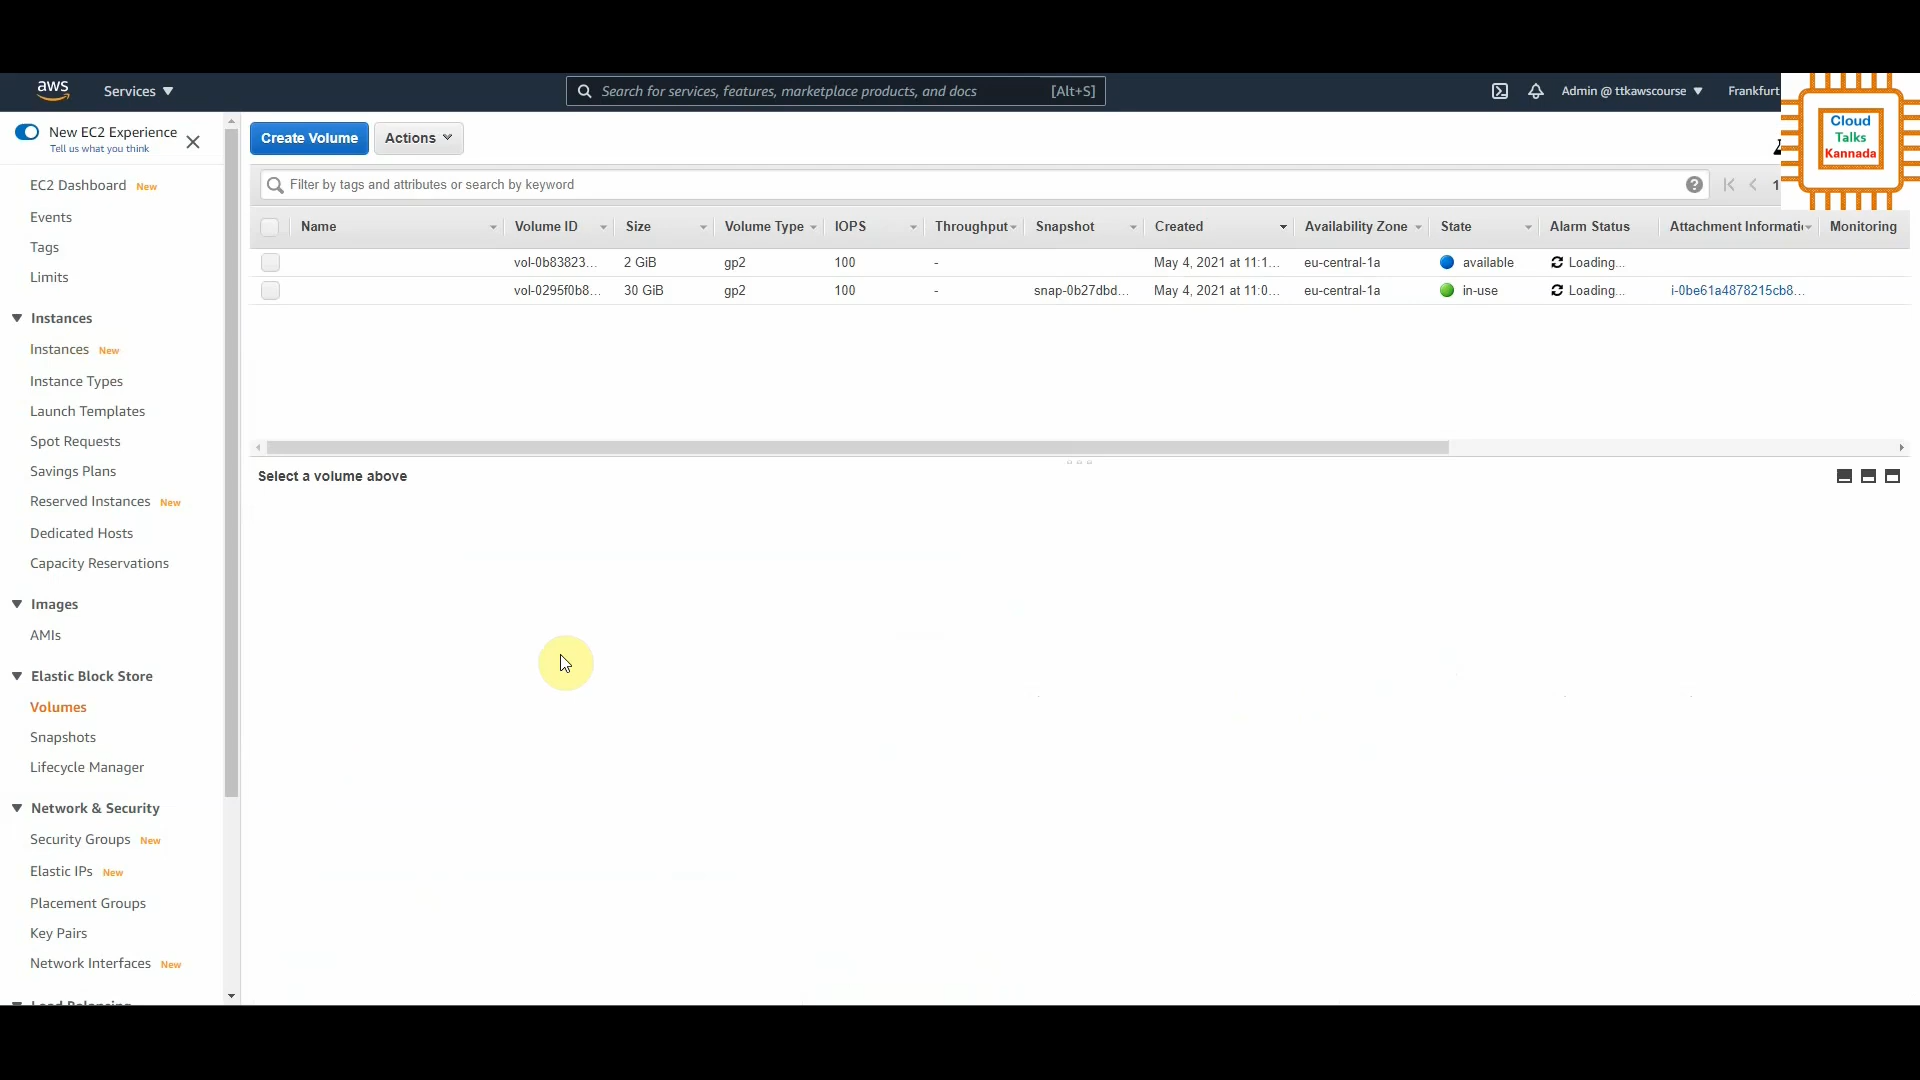 aws
Services
Search for services, features, marketplace products, and docs [Alt+S]
Admin @ ttkawscourse
Frankfurt
Cloud
Talks
Kannada
New EC2 Experience
Tell us what you think
EC2 Dashboard New
Events
Tags
Limits
Instances
Instances New
Instance Types
Launch Templates
Spot Requests
Savings Plans
Reserved Instances New
Dedicated Hosts
Capacity Reservations
Images
AMIs
Elastic Block Store
Volumes
Snapshots
Lifecycle Manager
Network & Security
Security Groups New
Elastic IPs New
Placement Groups
Key Pairs
Network Interfaces New
Load Balancing
Create Volume
Actions
Filter by tags and attributes or search by keyword
1
Name Volume ID Size Volume Type IOPS Throughput Snapshot Created Availability Zone State Alarm Status Attachment Informati Monitoring
vol-0b83823... 2 GiB gp2 100 - May 4, 2021 at 11:1... eu-central-1a available Loading...
vol-0295f0b8... 30 GiB gp2 100 - snap-0b27dbd... May 4, 2021 at 11:0... eu-central-1a in-use Loading... i-0be61a4878215cb8...
Select a volume above